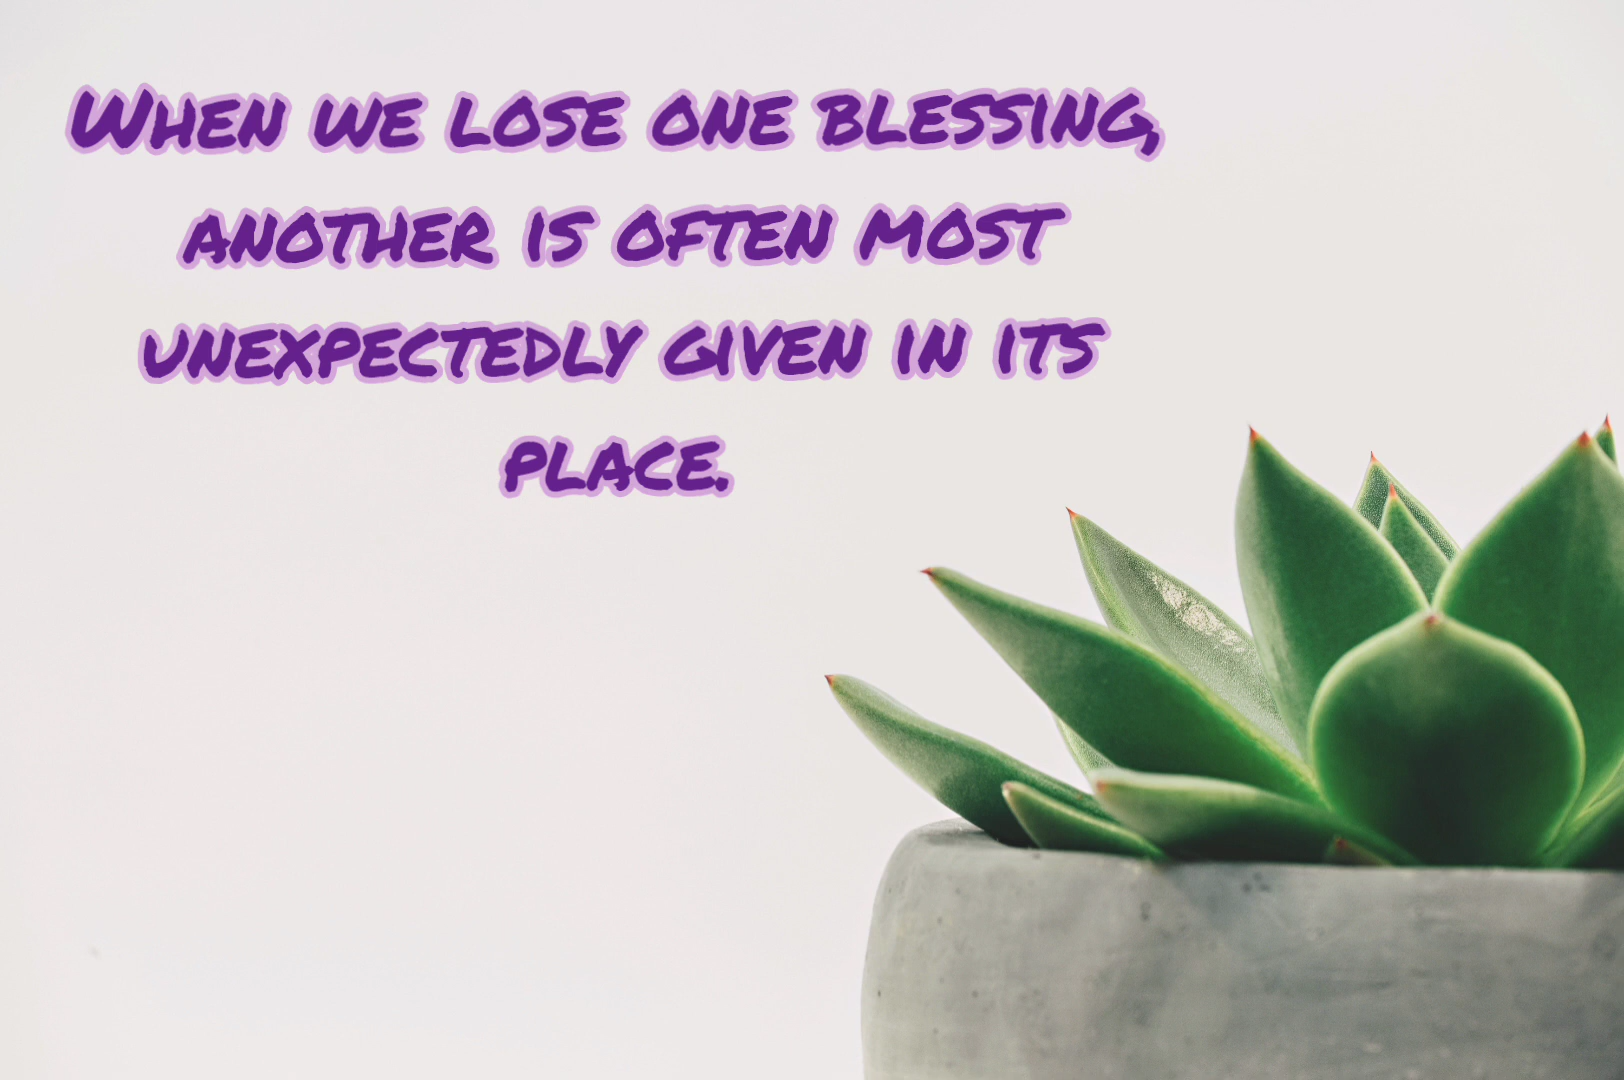 When we lose one blessing,
another is often most
unexpectedly given in its
place.